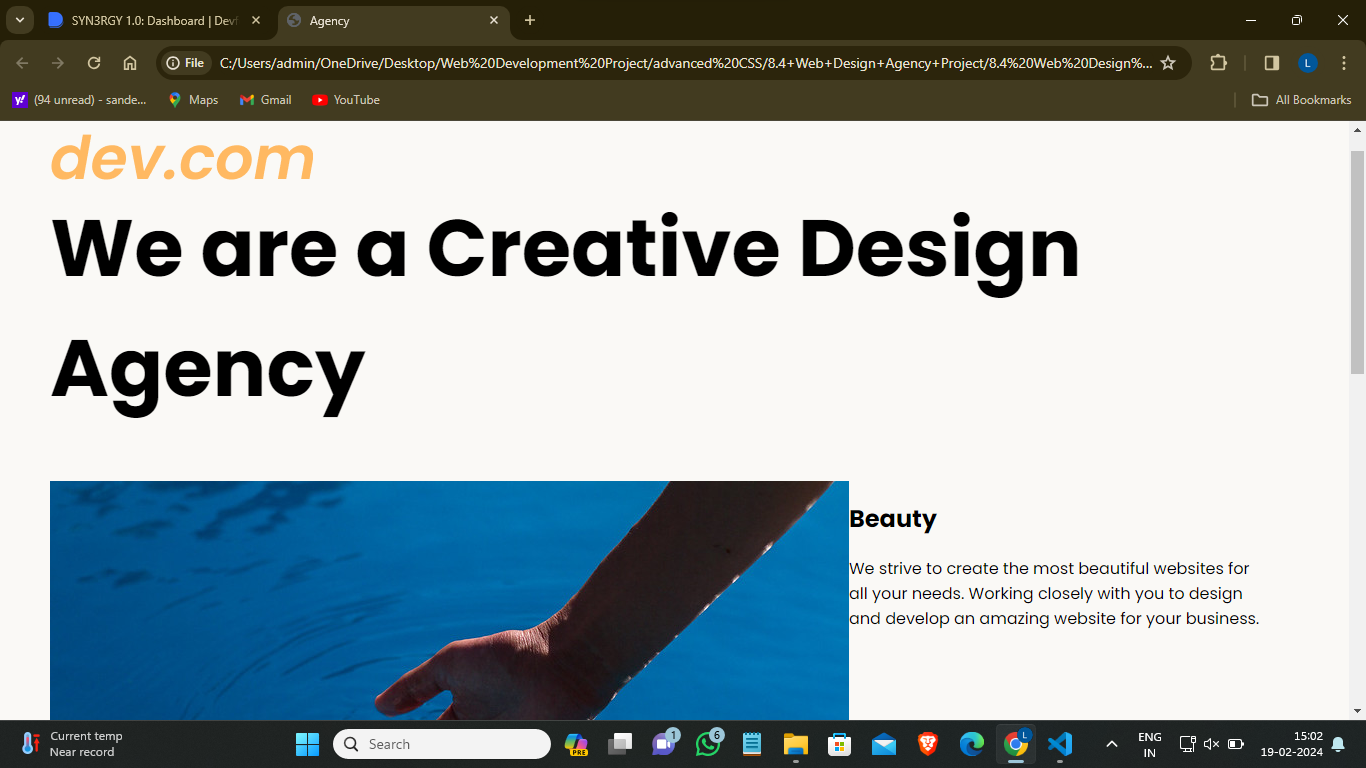 SYN3RGY 1.0: Dashboard | Devf
Agency
File
C:/Users/admin/OneDrive/Desktop/Web%20Development%20Project/advanced%20CSS/8.4+Web+Design+Agency+Project/8.4%20Web%20Design%...
L
(94 unread) - sande...
Maps
Gmail
YouTube
All Bookmarks
dev.com
We are a Creative Design
Agency
Beauty
We strive to create the most beautiful websites for
all your needs. Working closely with you to design
and develop an amazing website for your business.
Current temp
Near record
Search
PRE
1
6
L
ENG
IN
15:02
19-02-2024